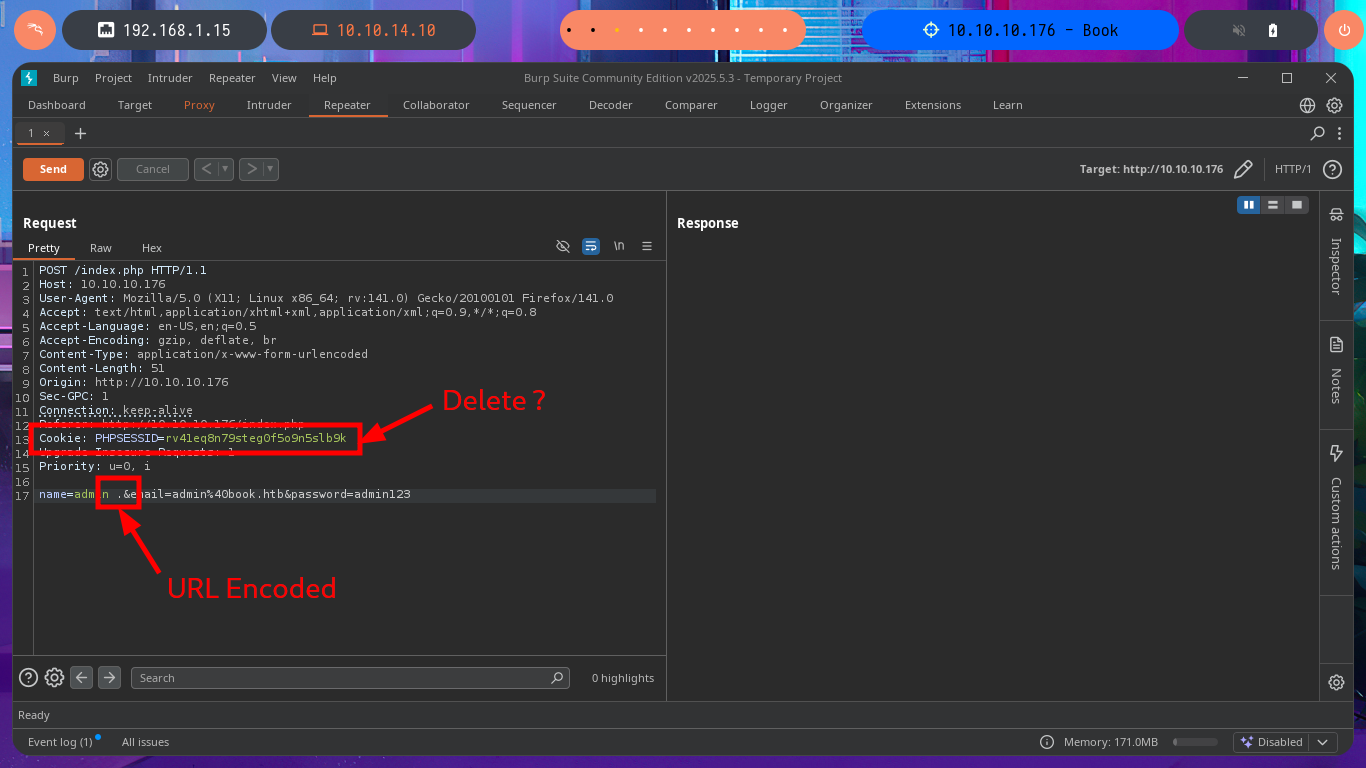 192.168.1.15
10.10.14.10
10.10.10.176 - Book
Burp Project Intruder Repeater View Help
Burp Suite Community Edition v2025.5.3 - Temporary Project
Dashboard Target Proxy Intruder Repeater Collaborator Sequencer Decoder Comparer Logger Organizer Extensions Learn
1 × +
Send Cancel < >
Target: http://10.10.10.176 HTTP/1
Request
Response
Pretty Raw Hex \n
1 POST /index.php HTTP/1.1
2 Host: 10.10.10.176
3 User-Agent: Mozilla/5.0 (X11; Linux x86_64; rv:141.0) Gecko/20100101 Firefox/141.0
4 Accept: text/html,application/xhtml+xml,application/xml;q=0.9,*/*;q=0.8
5 Accept-Language: en-US,en;q=0.5
6 Accept-Encoding: gzip, deflate, br
7 Content-Type: application/x-www-form-urlencoded
8 Content-Length: 51
9 Origin: http://10.10.10.176
10 Sec-GPC: 1
11 Connection: keep-alive
12 Referer: http://10.10.10.176/index.php
13 Cookie: PHPSESSID=rv41eq8n79steg0f5o9n5slb9k
14 Upgrade-Insecure-Requests: 1
15 Priority: u=0, i
16
17 name=admin .&email=admin%40book.htb&password=admin123
Delete ?
URL Encoded
Inspector
Notes
Custom actions
Search
0 highlights
Ready
Event log (1) All issues
Memory: 171.0MB
Disabled